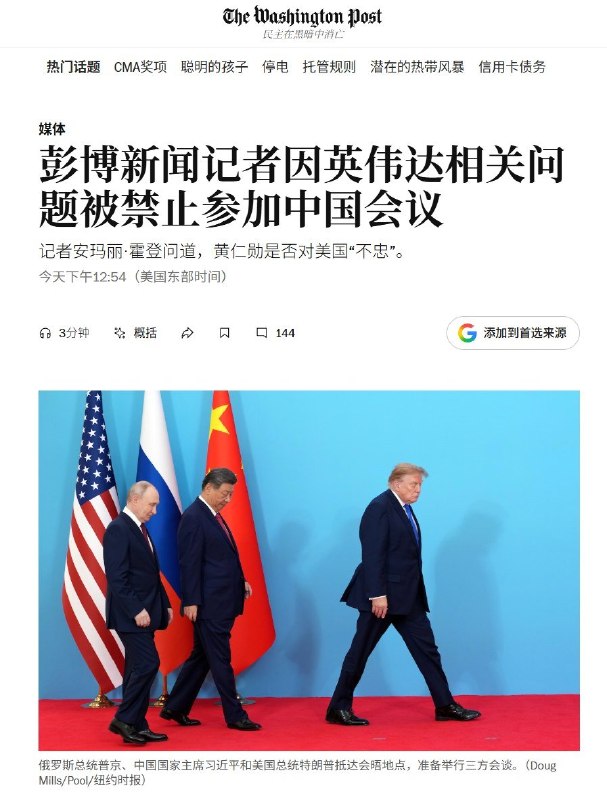 The Washington Post
民主在黑暗中消亡
热门话题 CMA奖项 聪明的孩子 停电 托管规则 潜在的热带风暴 信用卡债务
媒体
彭博新闻记者因英伟达相关问
题被禁止参加中国会议
记者安玛丽·霍登问道，黄仁勋是否对美国“不忠”。
今天下午12:54（美国东部时间）
3分钟 概括 144 添加到首选来源
俄罗斯总统普京、中国国家主席习近平和美国总统特朗普抵达会晤地点，准备举行三方会谈。（Doug
Mills/Pool/纽约时报）